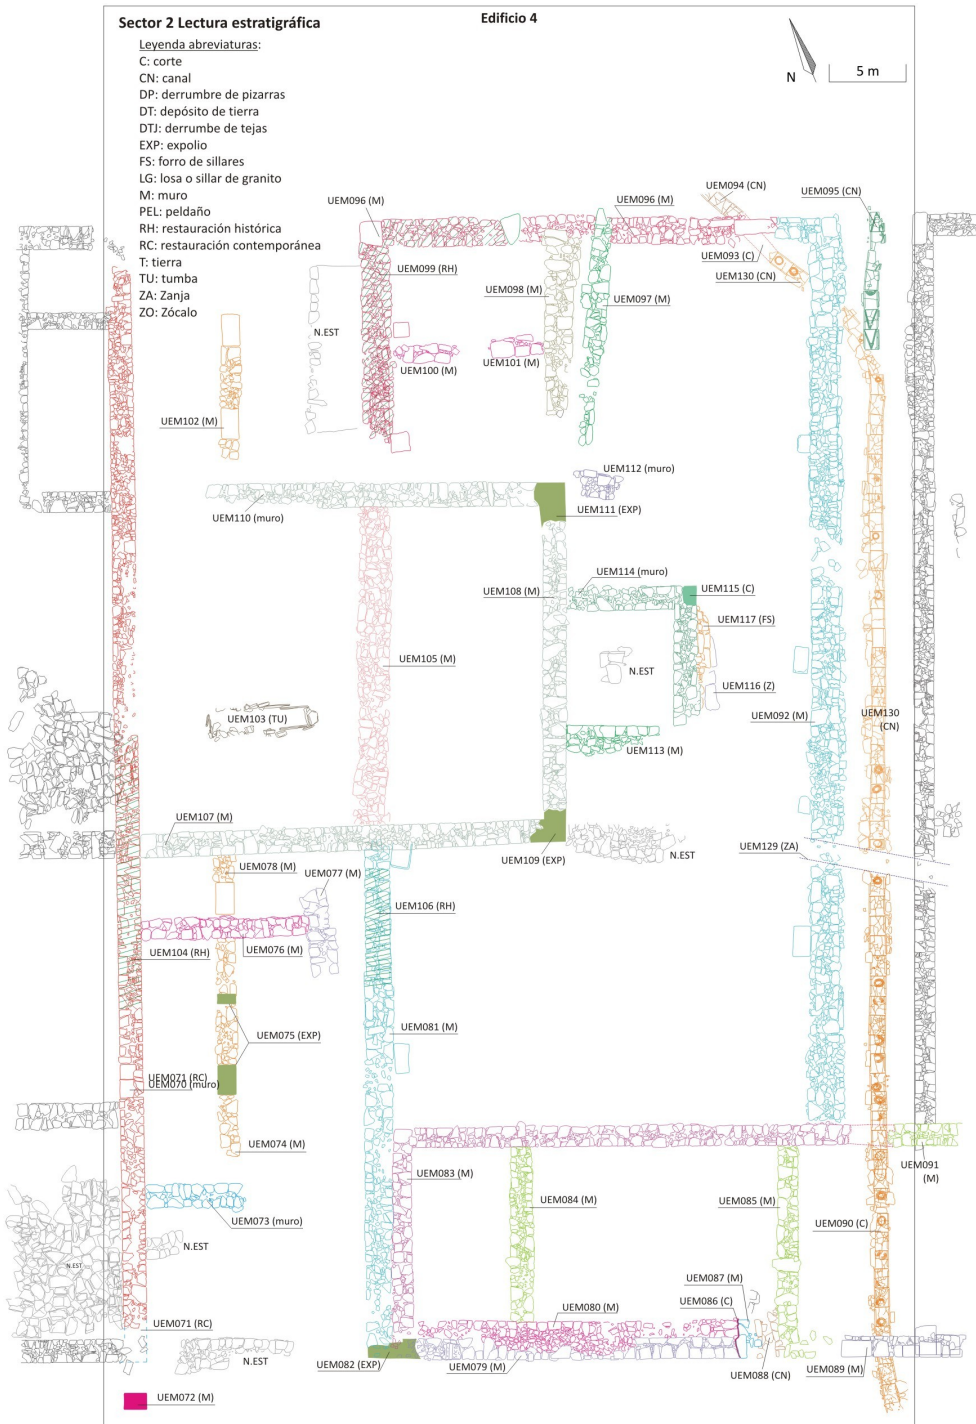 Sector 2 Lectura estratigráfica
Edificio 4
Leyenda abreviaturas:
C: corte
CN: canal
DP: derrumbre de pizarras
DT: depósito de tierra
DTJ: derrumbe de tejas
EXP: expolio
FS: forro de sillares
LG: losa o sillar de granito
M: muro
PEL: peldaño
RH: restauración histórica
RC: restauración contemporánea
T: tierra
TU: tumba
ZA: Zanja
ZO: Zócalo
N
5 m
UEM094 (CN)
UEM095 (CN)
UEM096 (M)
UEM096 (M)
UEM093 (C)
UEM130 (CN)
UEM099 (RH)
UEM098 (M)
UEM097 (M)
N.EST
UEM100 (M)
UEM101 (M)
UEM102 (M)
UEM112 (muro)
UEM110 (muro)
UEM111 (EXP)
UEM114 (muro)
UEM108 (M)
UEM115 (C)
UEM117 (FS)
UEM105 (M)
N.EST
UEM116 (Z)
UEM103 (TU)
UEM092 (M)
UEM130
(CN)
UEM113 (M)
UEM107 (M)
UEM109 (EXP)
N.EST
UEM129 (ZA)
UEM078 (M)
UEM077 (M)
UEM106 (RH)
UEM076 (M)
UEM104 (RH)
UEM081 (M)
UEM075 (EXP)
UEM071 (RC)
UEM070 (muro)
UEM074 (M)
UEM083 (M)
UEM091
(M)
UEM084 (M)
UEM085 (M)
UEM073 (muro)
UEM090 (C)
N.EST
N.EST
UEM087 (M)
UEM086 (C)
UEM080 (M)
UEM071 (RC)
N.EST
UEM082 (EXP)
UEM079 (M)
UEM088 (CN)
UEM089 (M)
UEM072 (M)